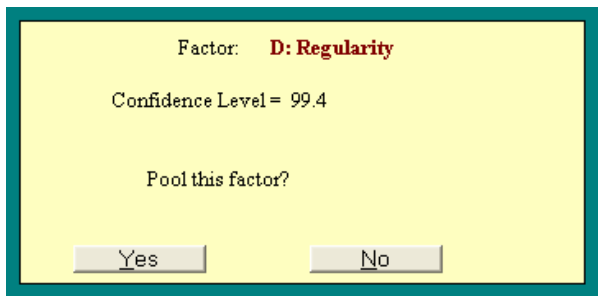 Factor: D: Regularity
Confidence Level = 99.4
Pool this factor?
Yes No